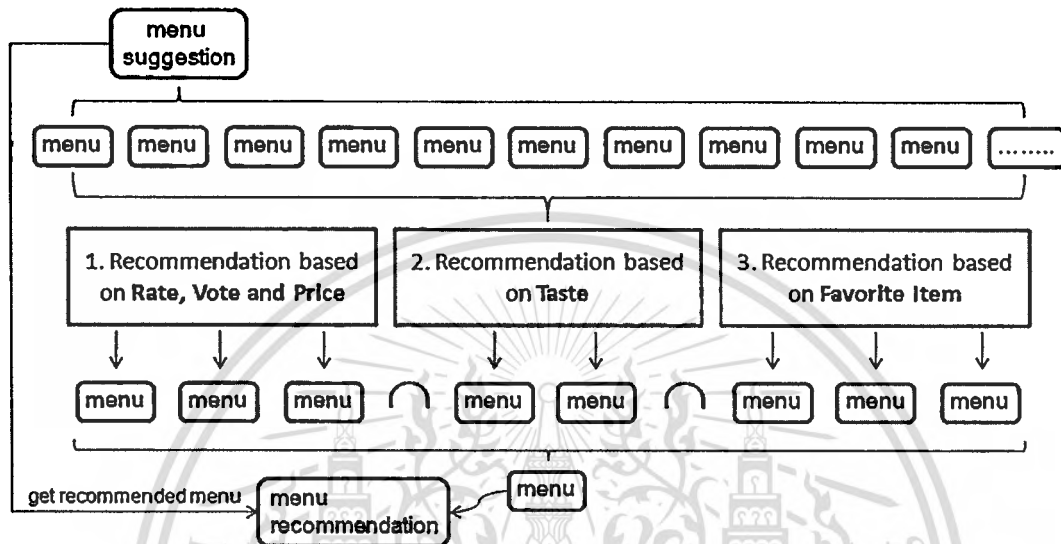 menu
suggestion
menu menu menu menu menu menu menu menu menu menu ........
1. Recommendation based
on Rate, Vote and Price
2. Recommendation based
on Taste
3. Recommendation based
on Favorite Item
menu menu menu ∩ menu menu ∩ menu menu menu
menu
get recommended menu
menu
recommendation